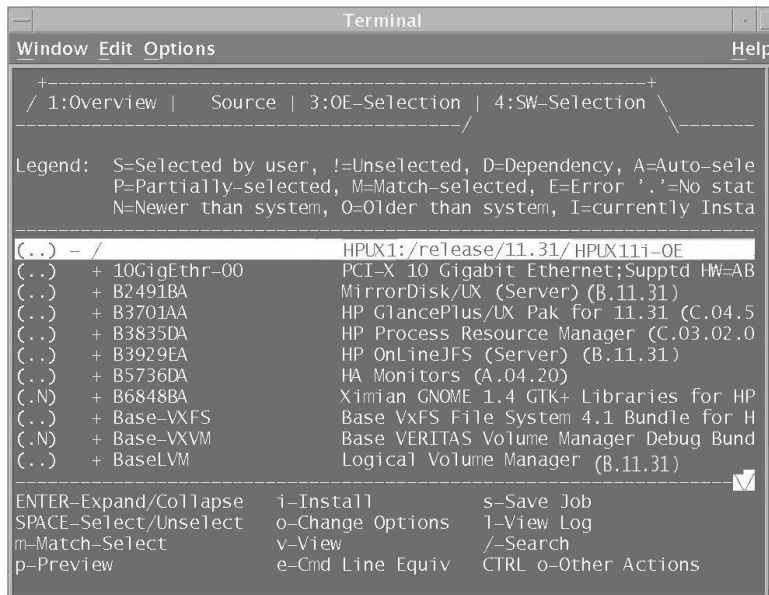 Terminal
Window Edit Options Help
+------------------------------------------------------+
/ 1:Overview | Source | 3:OE-Selection | 4:SW-Selection \
-----------------------------------------/ \-------
Legend: S=Selected by user, !=Unselected, D=Dependency, A=Auto-sele
P=Partially-selected, M=Match-selected, E=Error '.'=No stat
N=Newer than system, O=Older than system, I=currently Insta
(..) - / HPUX1:/release/11.31/HPUX11i-OE
(..) + 10GigEthr-00 PCI-X 10 Gigabit Ethernet;Supptd HW=AB
(..) + B2491BA MirrorDisk/UX (Server) (B.11.31)
(..) + B3701AA HP GlancePlus/UX Pak for 11.31 (C.04.5
(..) + B3835DA HP Process Resource Manager (C.03.02.0
(..) + B3929EA HP OnLineJFS (Server) (B.11.31)
(..) + B5736DA HA Monitors (A.04.20)
(.N) + B6848BA Ximian GNOME 1.4 GTK+ Libraries for HP
(..) + Base-VXFS Base VxFS File System 4.1 Bundle for H
(.N) + Base-VXVM Base VERITAS Volume Manager Debug Bund
(..) + BaseLVM Logical Volume Manager (B.11.31)
ENTER-Expand/Collapse i-Install s-Save Job
SPACE-Select/Unselect o-Change Options l-View Log
m-Match-Select v-View /-Search
p-Preview e-Cmd Line Equiv CTRL o-Other Actions